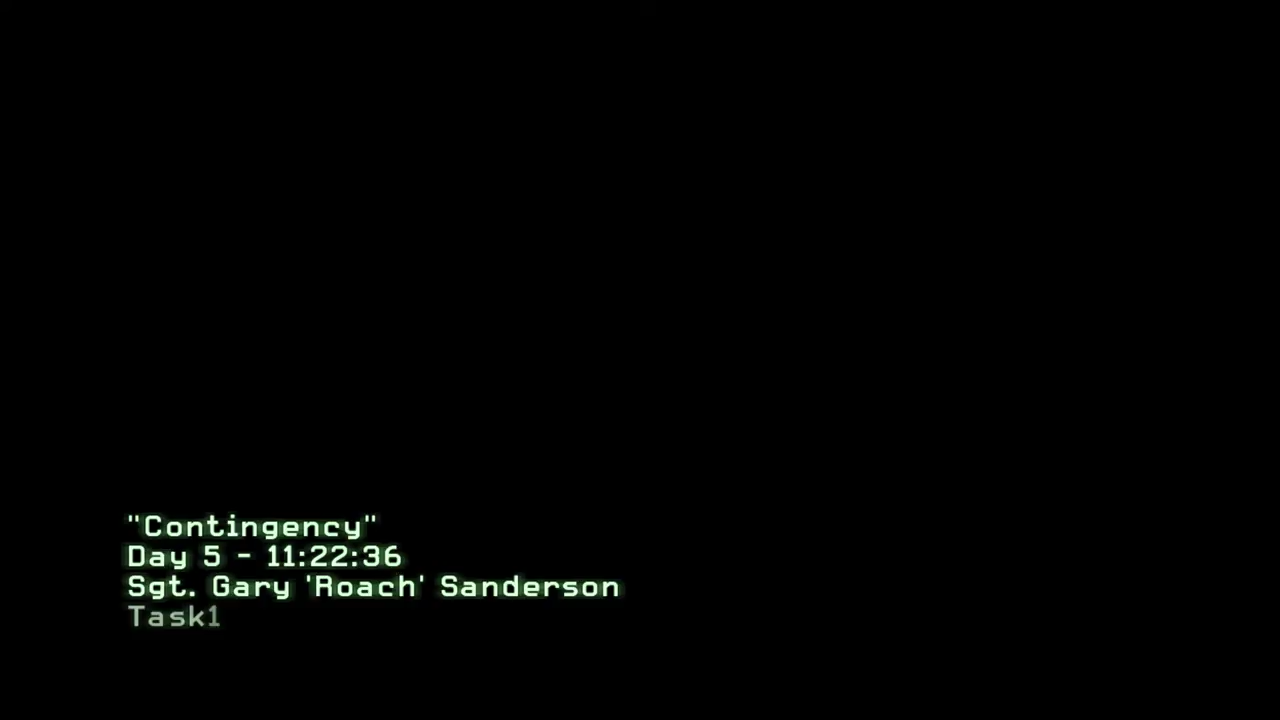 "Contingency"
Day 5 - 11:22:36
Sgt. Gary 'Roach' Sanderson
Task1